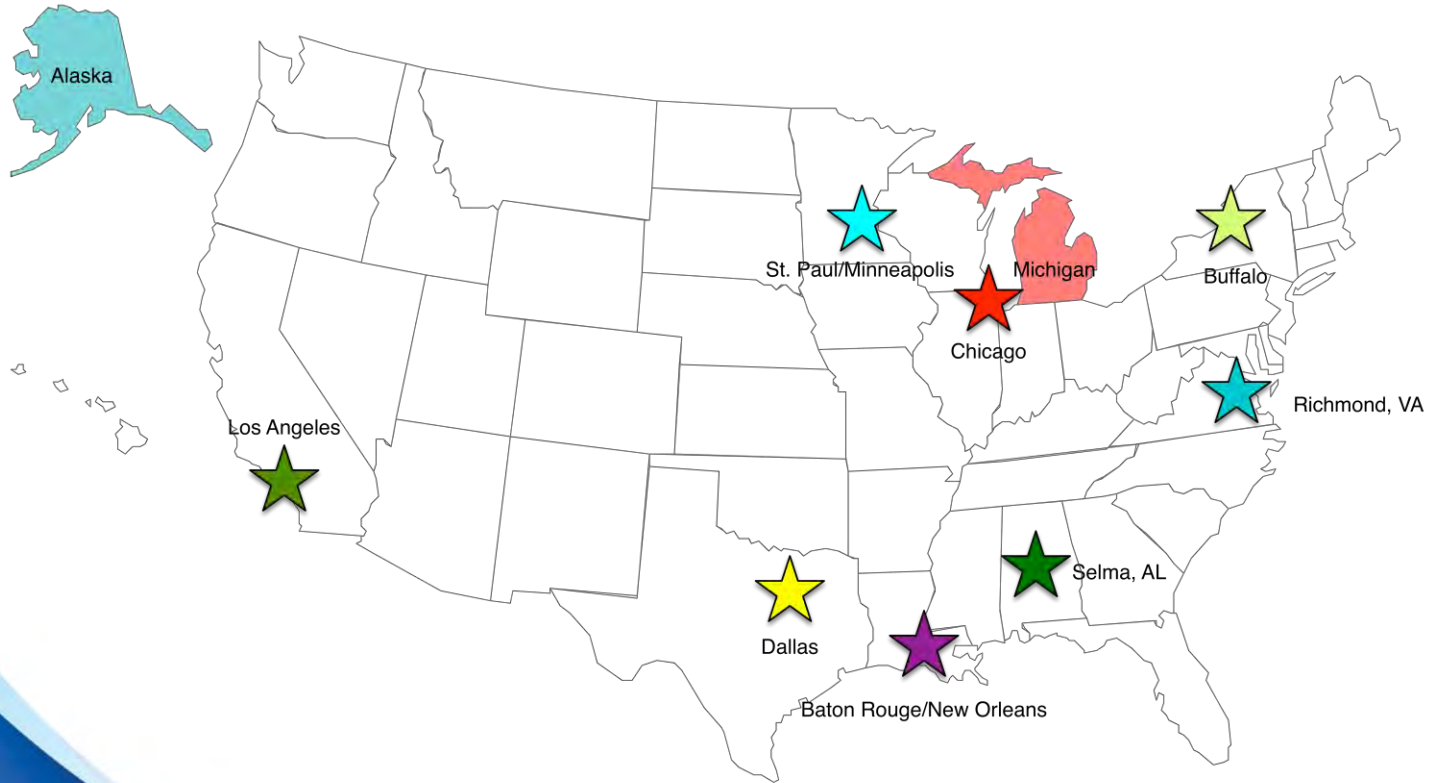 Alaska
St. Paul/Minneapolis
Michigan
Buffalo
Chicago
Richmond, VA
Los Angeles
Selma, AL
Dallas
Baton Rouge/New Orleans